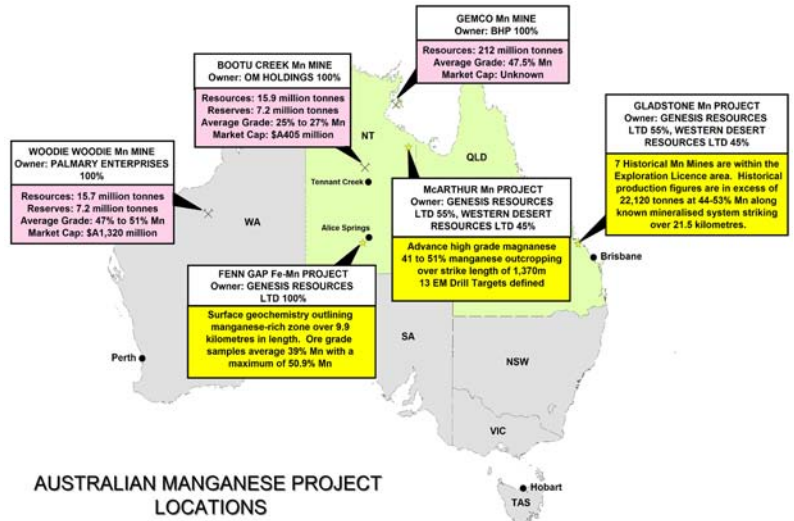 GEMCO Mn MINE
Owner: BHP 100%
Resources: 212 million tonnes
Average Grade: 47.5% Mn
Market Cap: Unknown
BOOTU CREEK Mn MINE
Owner: OM HOLDINGS 100%
Resources: 15.9 million tonnes
Reserves: 7.2 million tonnes
Average Grade: 25% to 27% Mn
Market Cap: $A405 million
GLADSTONE Mn PROJECT
Owner: GENESIS RESOURCES
LTD 55%, WESTERN DESERT
RESOURCES LTD 45%
7 Historical Mn Mines are within the
Exploration Licence area. Historical
production figures are in excess of
22,120 tonnes at 44-53% Mn along
known mineralised system striking
over 21.5 kilometres.
WOODIE WOODIE Mn MINE
Owner: PALMARY ENTERPRISES
100%
Resources: 15.7 million tonnes
Reserves: 7.2 million tonnes
Average Grade: 47% to 51% Mn
Market Cap: $A1,320 million
NT
QLD
Tennant Creek
McARTHUR Mn PROJECT
Owner: GENESIS RESOURCES
LTD 55%, WESTERN DESERT
RESOURCES LTD 45%
Advance high grade magnanese
41 to 51% manganese outcropping
over strike length of 1,370m
13 EM Drill Targets defined
WA
Alice Springs
Brisbane
FENN GAP Fe-Mn PROJECT
Owner: GENESIS RESOURCES
LTD 100%
Surface geochemistry outlining
manganese-rich zone over 9.9
kilometres in length. Ore grade
samples average 39% Mn with a
maximum of 50.9% Mn
SA
Perth
NSW
VIC
Hobart
TAS
AUSTRALIAN MANGANESE PROJECT
LOCATIONS